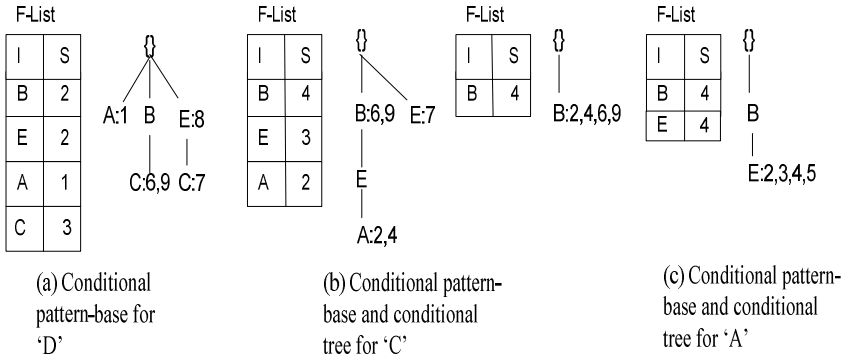 F-List
I S
B 2
E 2
A 1
C 3
{}
A:1 B E:8
C:6,9 C:7
(a) Conditional
pattern-base for
‘D’
F-List
I S
B 4
E 3
A 2
{}
B:6,9 E:7
E
A:2,4
F-List
I S
B 4
{}
B:2,4,6,9
(b) Conditional pattern-
base and conditional
tree for ‘C’
F-List
I S
B 4
E 4
{}
B
E:2,3,4,5
(c) Conditional pattern-
base and conditional
tree for ‘A’